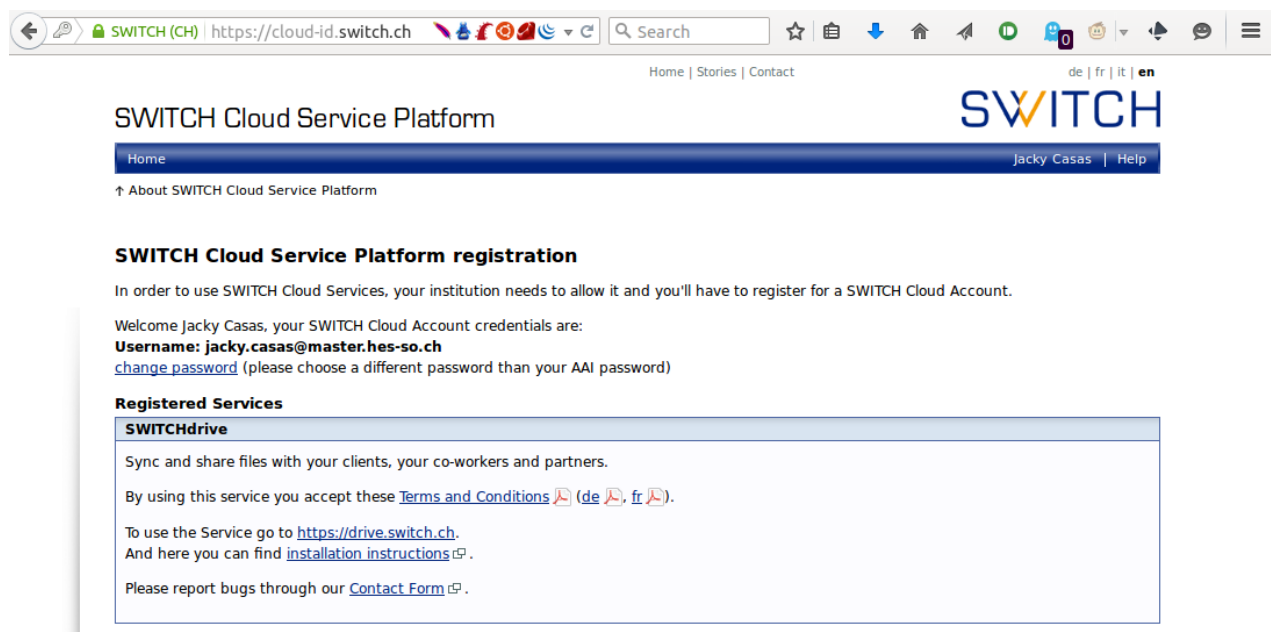 SWITCH (CH) https://cloud-id.switch.ch Search 0
Home | Stories | Contact de | fr | it | en
SWITCH Cloud Service Platform SWITCH
Home Jacky Casas | Help
↑ About SWITCH Cloud Service Platform
SWITCH Cloud Service Platform registration
In order to use SWITCH Cloud Services, your institution needs to allow it and you'll have to register for a SWITCH Cloud Account.
Welcome Jacky Casas, your SWITCH Cloud Account credentials are:
Username: jacky.casas@master.hes-so.ch
change password (please choose a different password than your AAI password)
Registered Services
SWITCHdrive
Sync and share files with your clients, your co-workers and partners.
By using this service you accept these Terms and Conditions (de, fr).
To use the Service go to https://drive.switch.ch.
And here you can find installation instructions.
Please report bugs through our Contact Form.